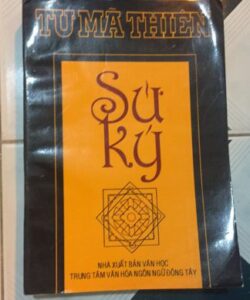 TƯ MÃ THIÊN
Sử
ký
NHÀ XUẤT BẢN VĂN HỌC
TRUNG TÂM VĂN HÓA NGÔN NGỮ ĐÔNG TÂY